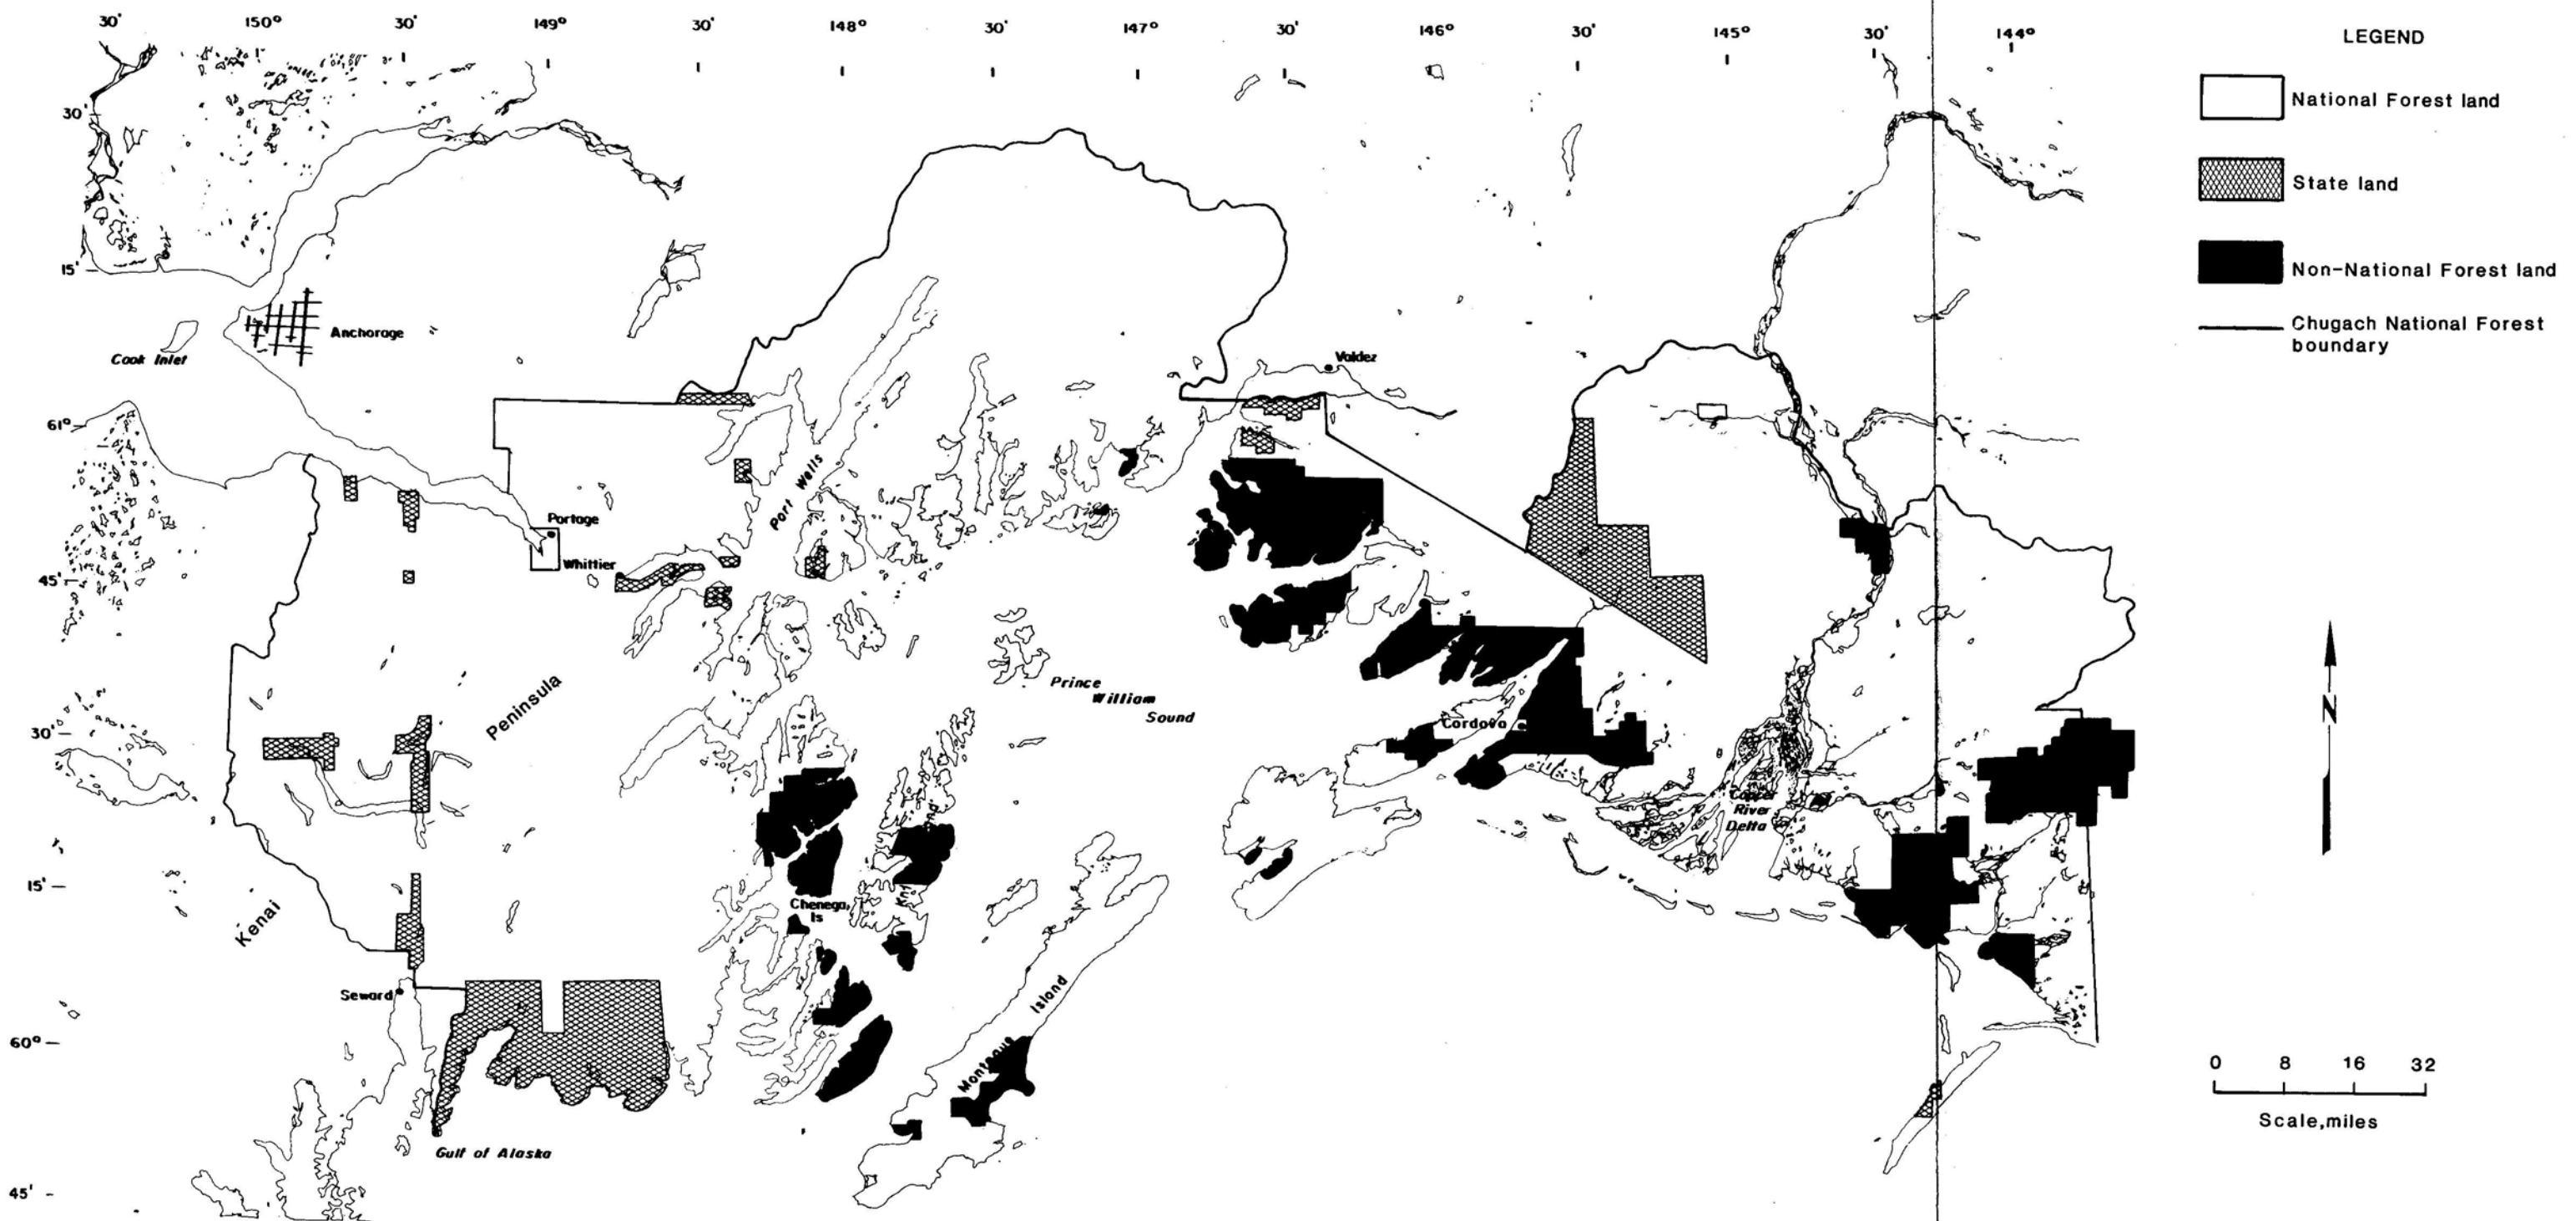 30' 150° 30' 149° 30' 148° 30' 147° 30' 146° 30' 145° 30' 144°
LEGEND
National Forest land
State land
Non-National Forest land
Chugach National Forest
boundary
30'
15'
Anchorage
Cook Inlet
Valdez
61°
Port Wells
Portage
Whittier
45'
Prince
William
Sound
Peninsula
30'
Cordova
N
Copper
River
Delta
15'
Chenega
Is
Kenai
Seward
Island
Montague
60°
0 8 16 32
Scale,miles
Gulf of Alaska
45'